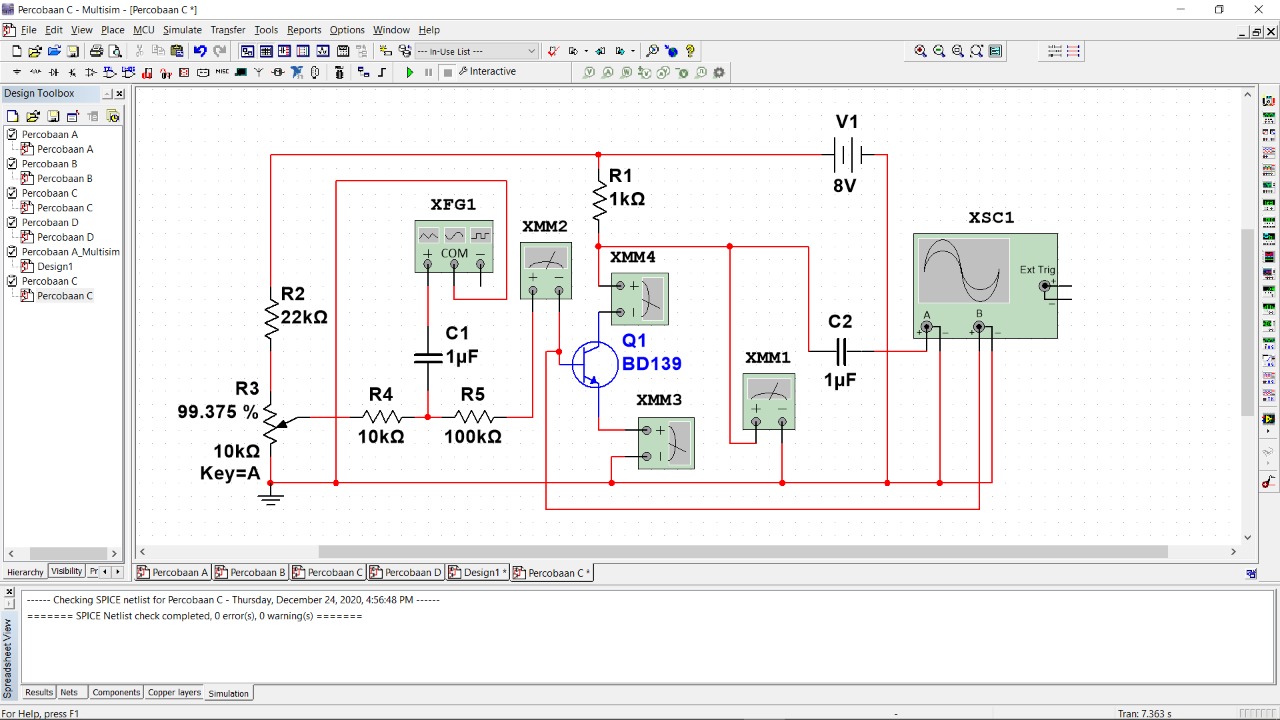 Percobaan C - Multisim - [Percobaan C *]
File Edit View Place MCU Simulate Transfer Tools Reports Options Window Help
--- In-Use List ---
Interactive
Design Toolbox
Percobaan A
Percobaan A
Percobaan B
Percobaan B
Percobaan C
Percobaan C
Percobaan D
Percobaan D
Percobaan A_Multisim
Design1
Percobaan C
Percobaan C
Hierarchy Visibility Pr
V1
8V
R1
1kΩ
XFG1
COM
XMM2
XMM4
XSC1
Ext Trig
A
B
R2
22kΩ
C1
1µF
Q1
BD139
C2
1µF
XMM1
R3
99.375 %
10kΩ
Key=A
R4
10kΩ
R5
100kΩ
XMM3
Percobaan A Percobaan B Percobaan C Percobaan D Design1 * Percobaan C *
Spreadsheet View
------ Checking SPICE netlist for Percobaan C - Thursday, December 24, 2020, 4:56:48 PM ------
======= SPICE Netlist check completed, 0 error(s), 0 warning(s) =======
Results Nets Components Copper layers Simulation
For Help, press F1
-
Tran: 7.363 s